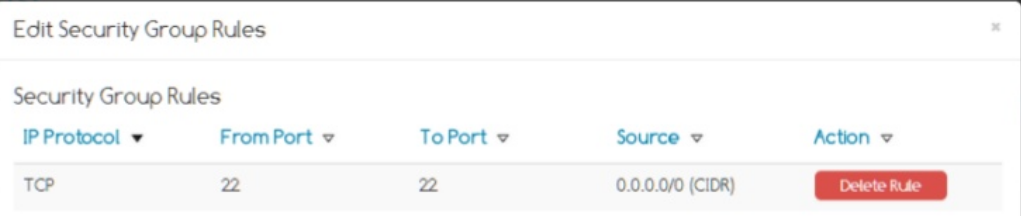 Edit Security Group Rules ×
Security Group Rules
IP Protocol From Port To Port Source Action
TCP 22 22 0.0.0.0/0 (CIDR) Delete Rule